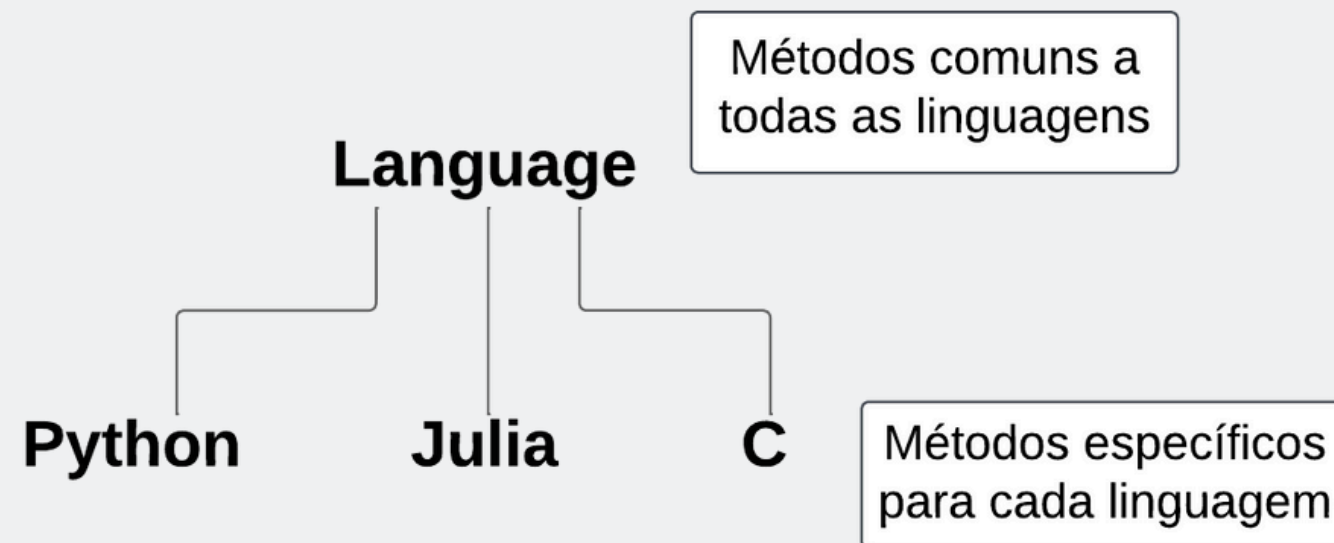 Métodos comuns a
todas as linguagens
Language
Python Julia C
Métodos específicos
para cada linguagem